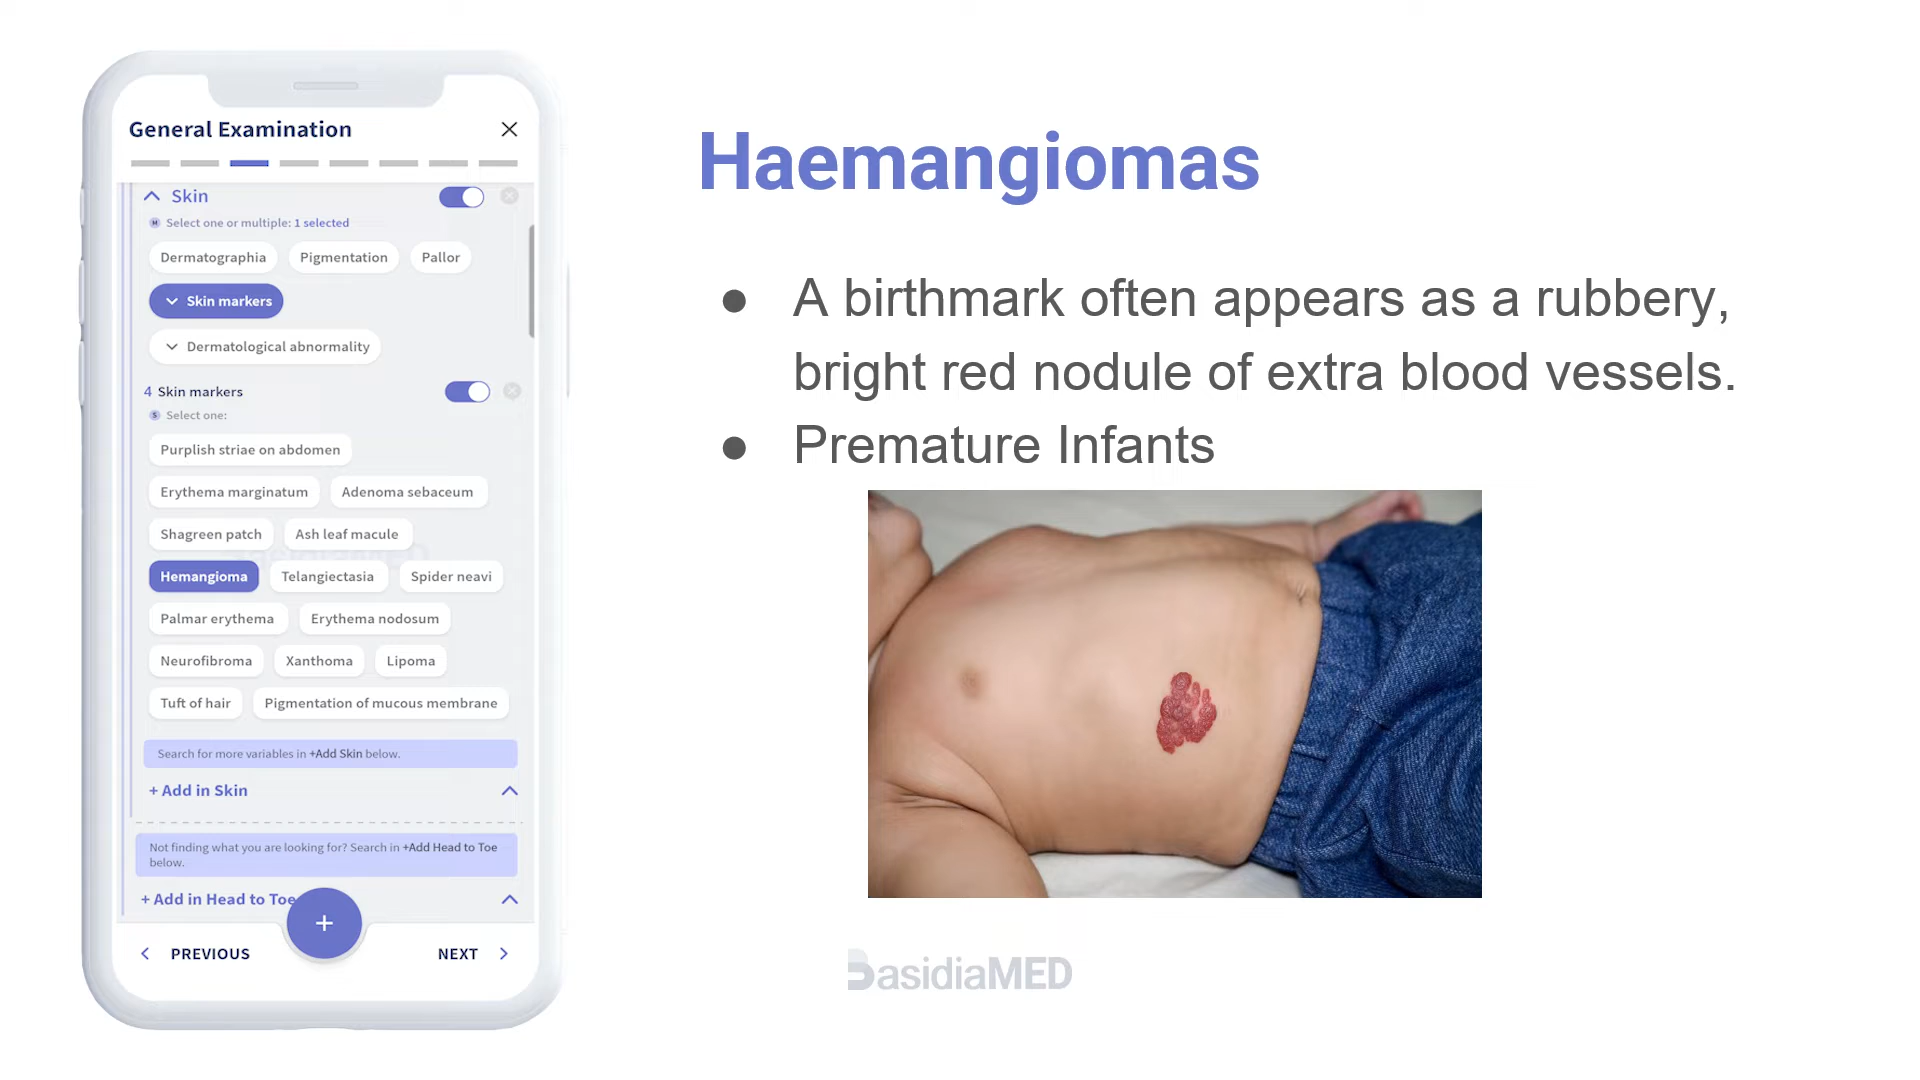 General Examination
Skin
Select one or multiple: 1 selected
Dermatographia Pigmentation Pallor
Skin markers
Dermatological abnormality
4 Skin markers
Select one:
Purplish striae on abdomen
Erythema marginatum Adenoma sebaceum
Shagreen patch Ash leaf macule
Hemangioma Telangiectasia Spider neavi
Palmar erythema Erythema nodosum
Neurofibroma Xanthoma Lipoma
Tuft of hair Pigmentation of mucous membrane
Search for more variables in +Add Skin below.
+ Add in Skin
Not finding what you are looking for? Search in +Add Head to Toe
below.
+ Add in Head to Toe
+
PREVIOUS NEXT
Haemangiomas
● A birthmark often appears as a rubbery,
bright red nodule of extra blood vessels.
● Premature Infants
BasidiaMED